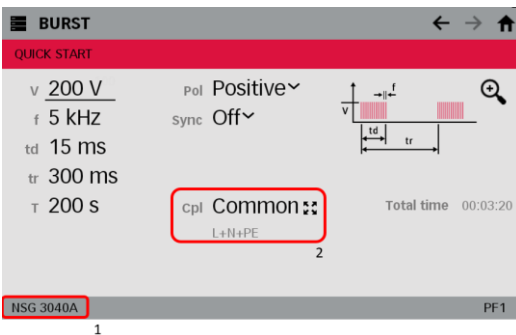 BURST
QUICK START
V 200 V
f 5 kHz
td 15 ms
tr 300 ms
T 200 s
Pol Positive
Sync Off
Cpl Common
L+N+PE
2
f
V
td
tr
Total time 00:03:20
NSG 3040A
PF1
1